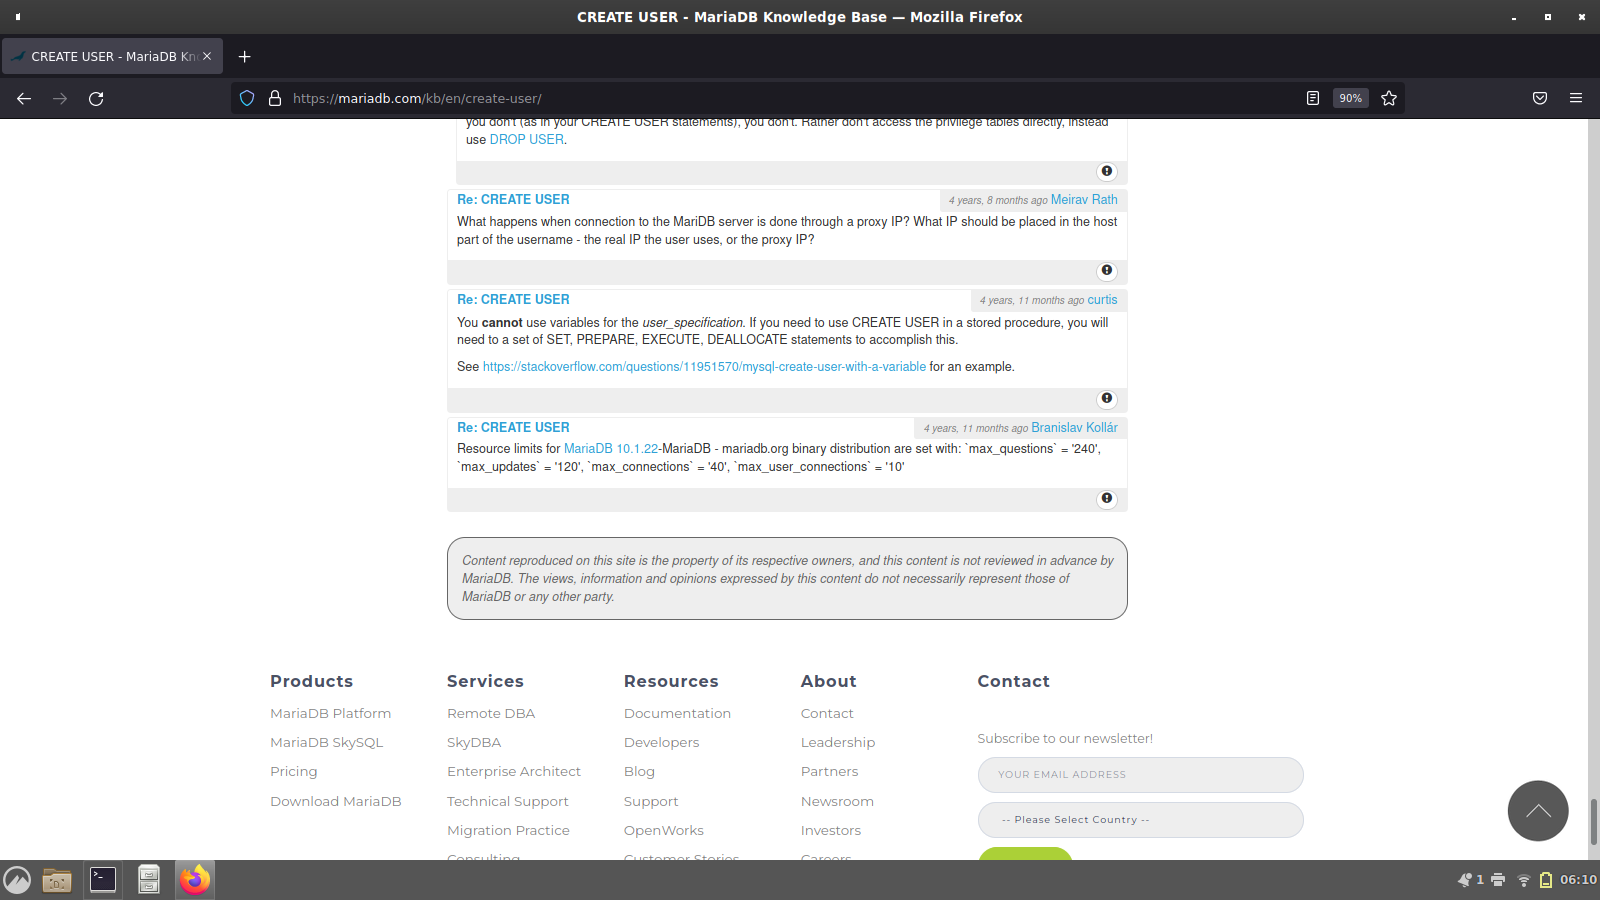 CREATE USER - MariaDB Knowledge Base — Mozilla Firefox
CREATE USER - MariaDB Kn
https://mariadb.com/kb/en/create-user/
90%
you don't (as in your CREATE USER statements), you don't. Rather don't access the privilege tables directly, instead
use DROP USER.
Re: CREATE USER
4 years, 8 months ago Meirav Rath
What happens when connection to the MariDB server is done through a proxy IP? What IP should be placed in the host
part of the username - the real IP the user uses, or the proxy IP?
Re: CREATE USER
4 years, 11 months ago curtis
You cannot use variables for the user_specification. If you need to use CREATE USER in a stored procedure, you will
need to a set of SET, PREPARE, EXECUTE, DEALLOCATE statements to accomplish this.
See https://stackoverflow.com/questions/11951570/mysql-create-user-with-a-variable for an example.
Re: CREATE USER
4 years, 11 months ago Branislav Kollár
Resource limits for MariaDB 10.1.22-MariaDB - mariadb.org binary distribution are set with: `max_questions` = '240',
`max_updates` = '120', `max_connections` = '40', `max_user_connections` = '10'
Content reproduced on this site is the property of its respective owners, and this content is not reviewed in advance by
MariaDB. The views, information and opinions expressed by this content do not necessarily represent those of
MariaDB or any other party.
Products
MariaDB Platform
MariaDB SkySQL
Pricing
Download MariaDB
Services
Remote DBA
SkyDBA
Enterprise Architect
Technical Support
Migration Practice
Consulting
Resources
Documentation
Developers
Blog
Support
OpenWorks
Customer Stories
About
Contact
Leadership
Partners
Newsroom
Investors
Careers
Contact
Subscribe to our newsletter!
YOUR EMAIL ADDRESS
-- Please Select Country --
1
06:10